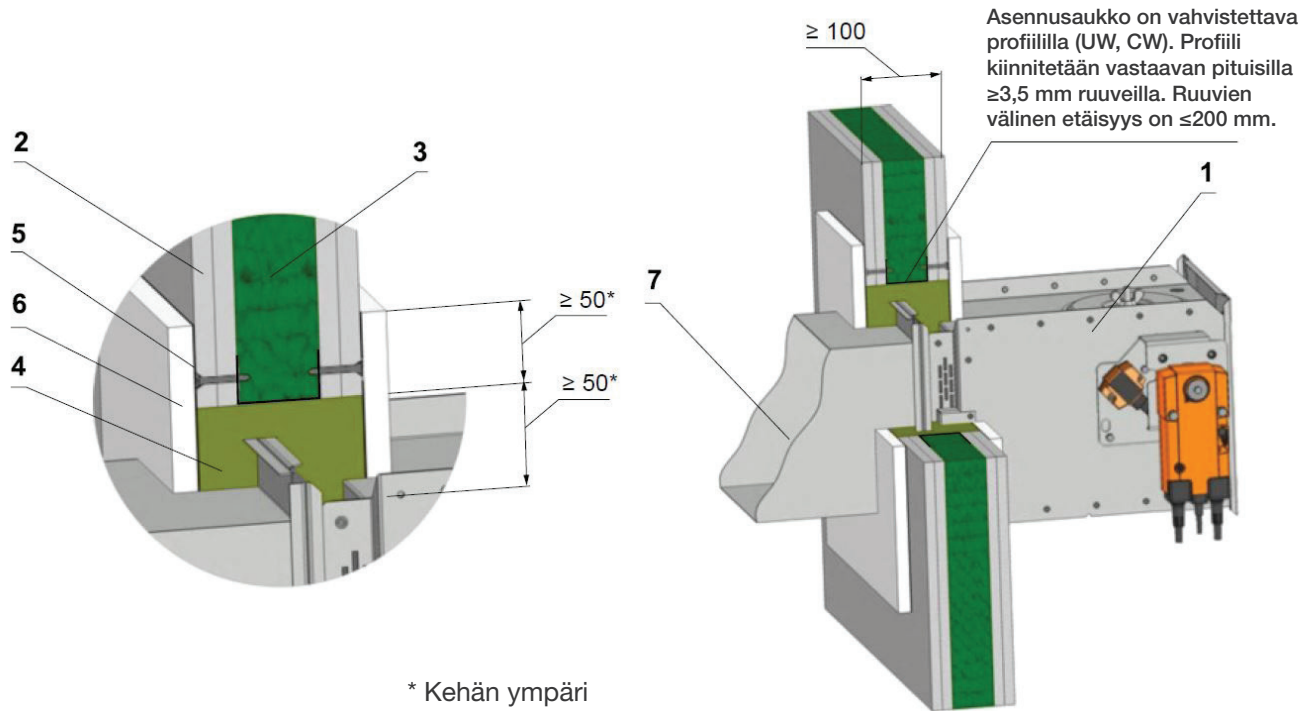 Asennusaukko on vahvistettava
profiililla (UW, CW). Profiili
kiinnitetään vastaavan pituisilla
≥3,5 mm ruuveilla. Ruuvien
välinen etäisyys on ≤200 mm.
≥ 100
2
3
1
5
7
6
≥ 50*
4
≥ 50*
* Kehän ympäri